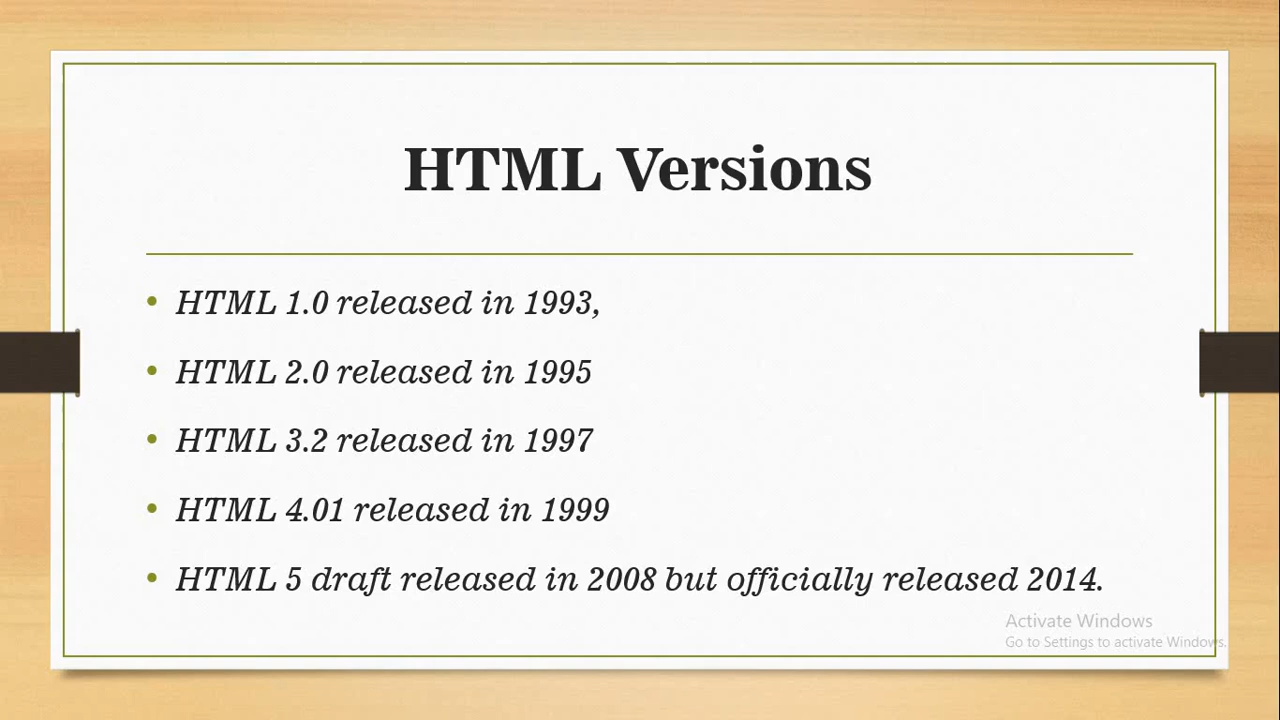 HTML Versions
• HTML 1.0 released in 1993,
• HTML 2.0 released in 1995
• HTML 3.2 released in 1997
• HTML 4.01 released in 1999
• HTML 5 draft released in 2008 but officially released 2014.
Activate Windows
Go to Settings to activate Windows.